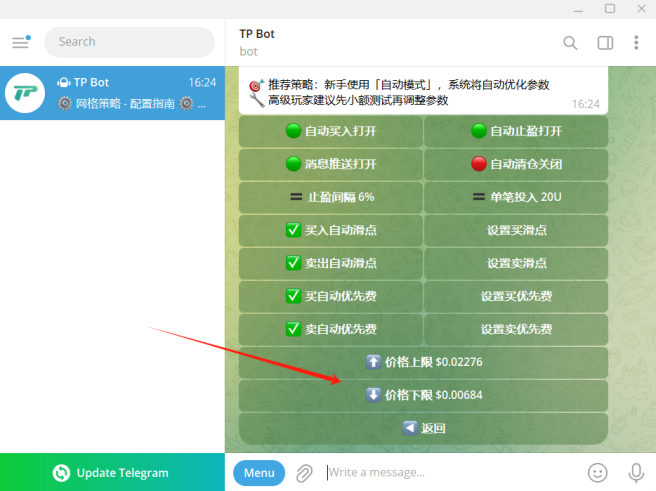 Search
TP Bot
bot
TP Bot
16:24
网格策略 - 配置指南 ...
推荐策略：新手使用「自动模式」，系统将自动优化参数
高级玩家建议先小额测试再调整参数
16:24
自动买入打开
自动止盈打开
消息推送打开
自动清仓关闭
止盈间隔 6%
单笔投入 20U
买入自动滑点
设置买滑点
卖出自动滑点
设置卖滑点
买自动优先费
设置买优先费
卖自动优先费
设置卖优先费
价格上限 $0.02276
价格下限 $0.00684
返回
Update Telegram
Menu
Write a message...